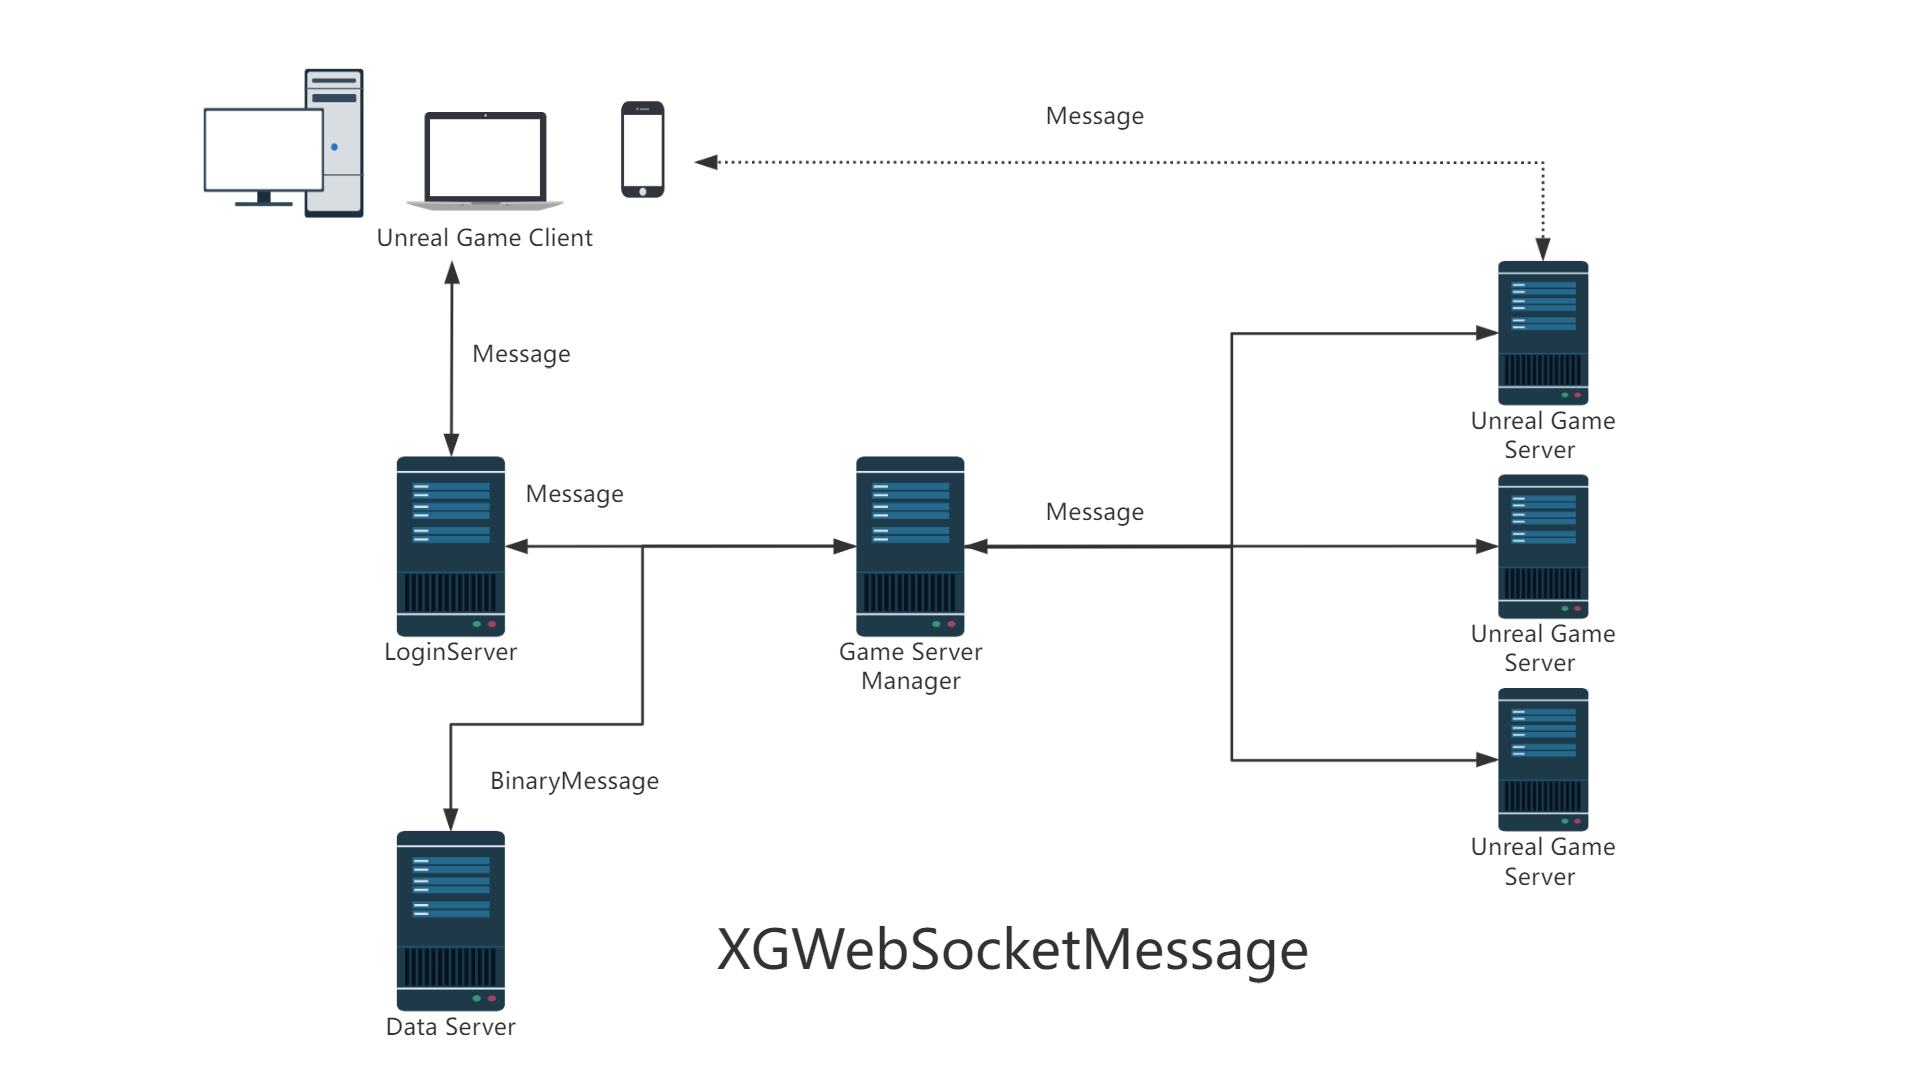 Message
Unreal Game Client
Message
Unreal Game
Server
Message
Message
LoginServer
Game Server
Manager
Unreal Game
Server
BinaryMessage
Unreal Game
Server
XGWebSocketMessage
Data Server